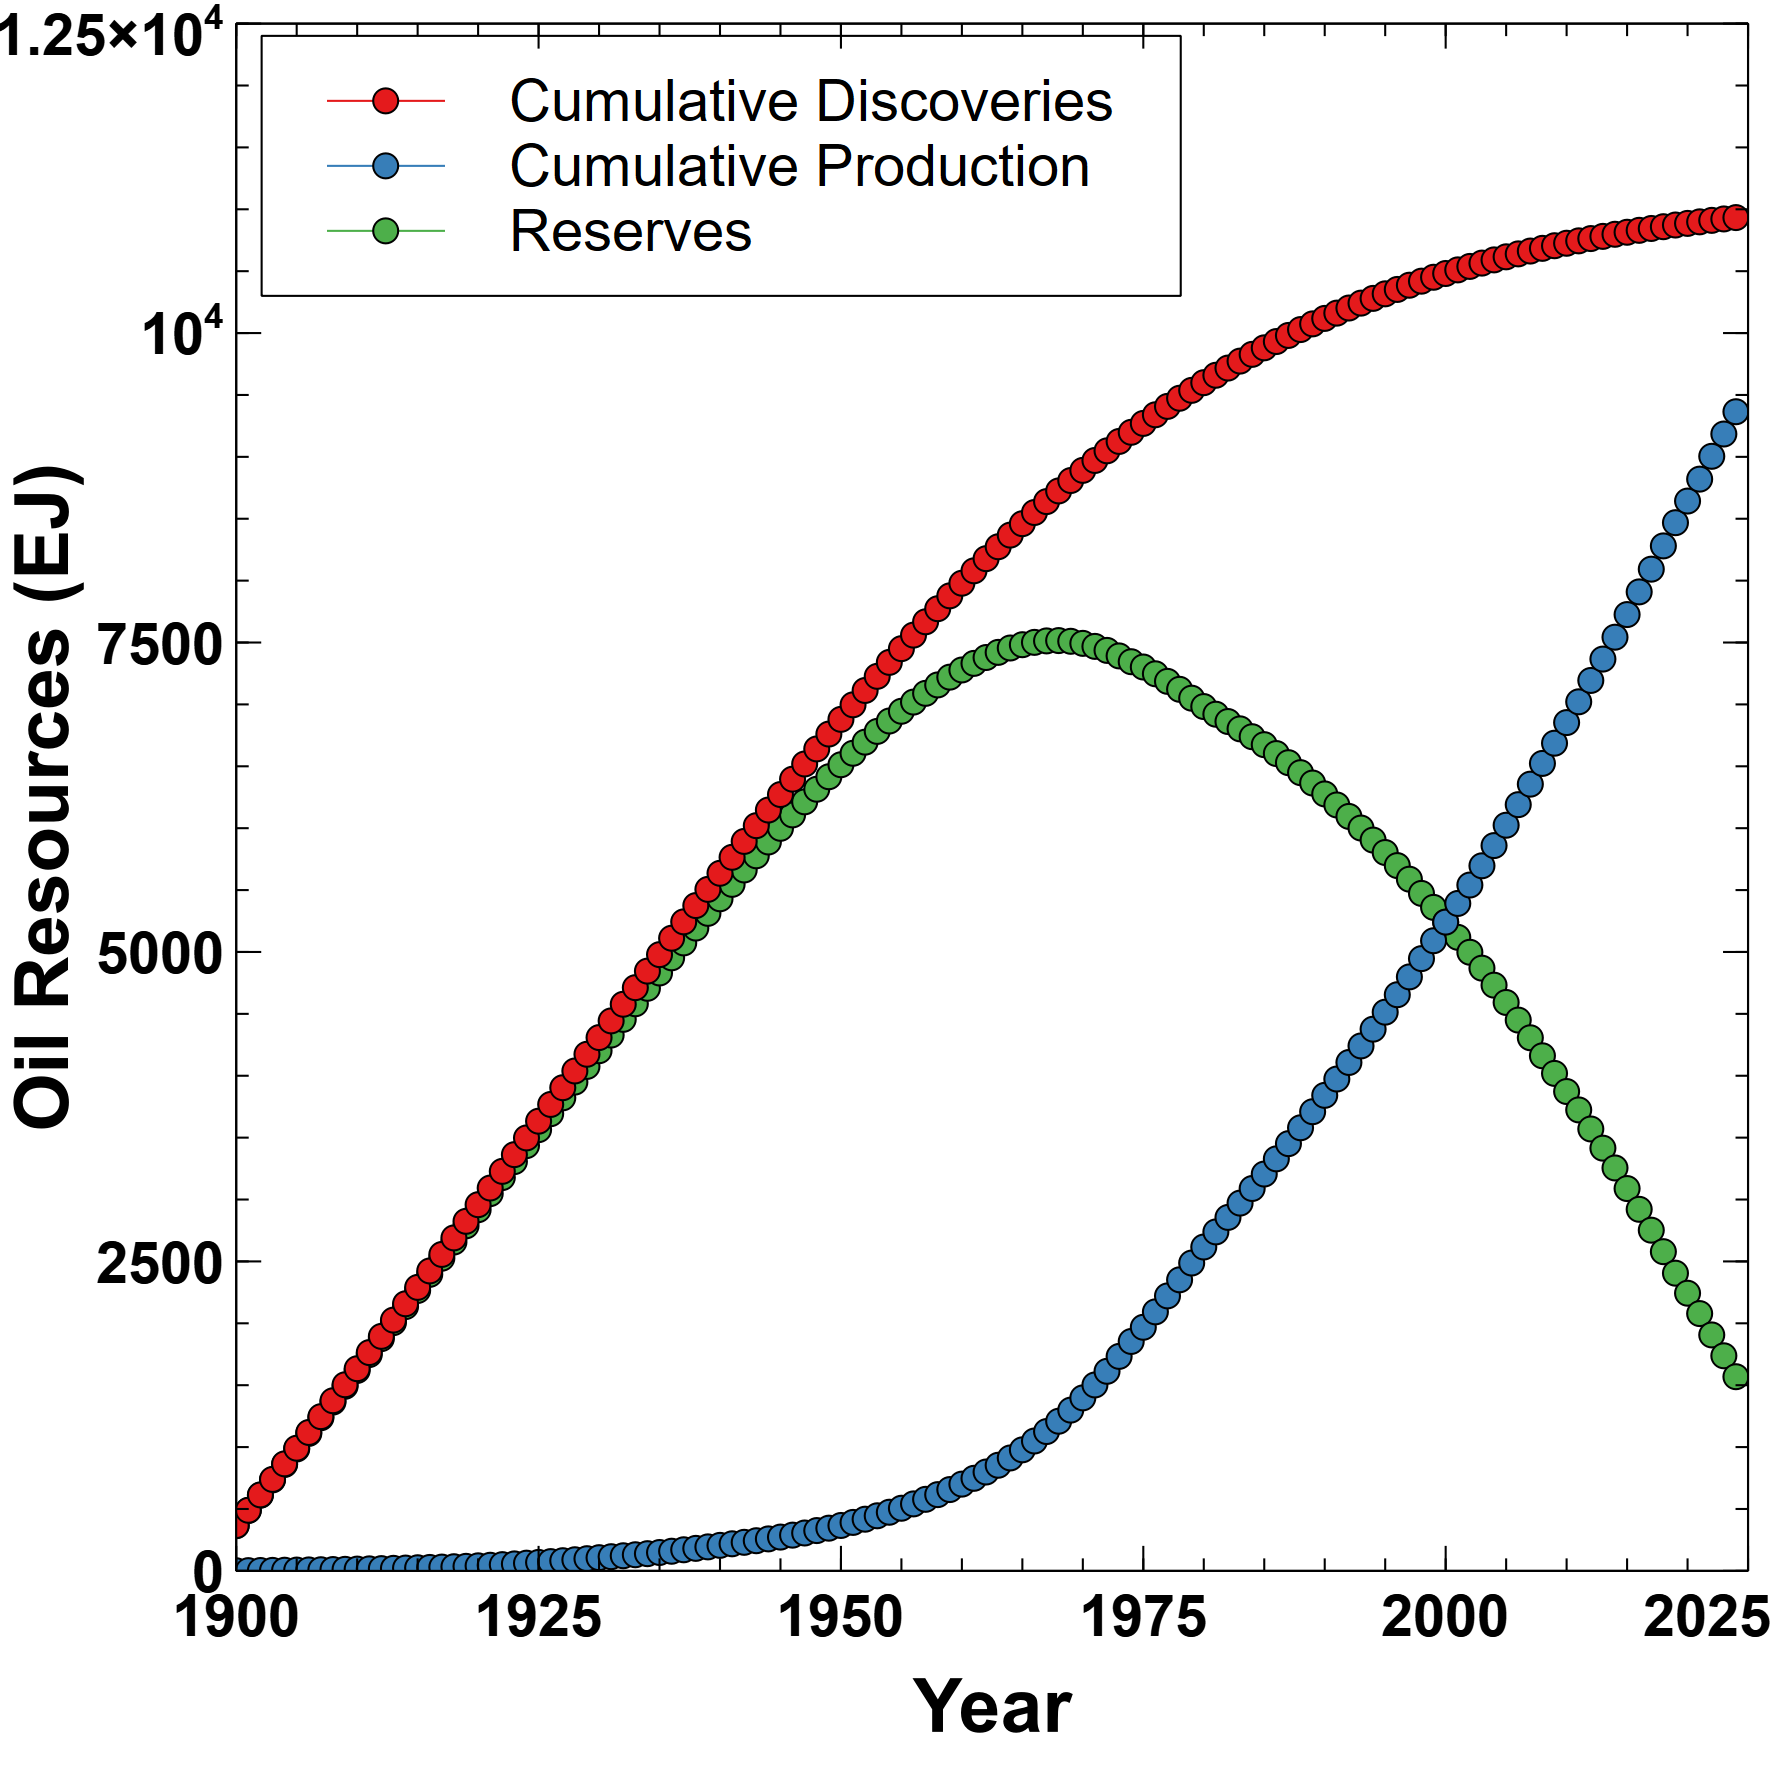 1.25×10⁴
Cumulative Discoveries
Cumulative Production
Reserves
10⁴
7500
5000
2500
0
Oil Resources (EJ)
1900 1925 1950 1975 2000 2025
Year